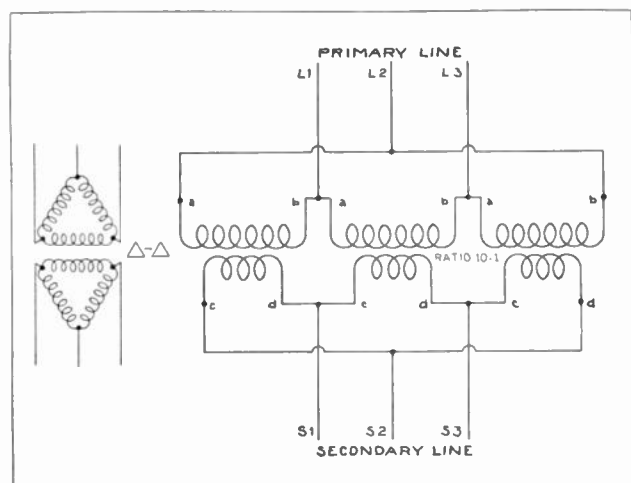 PRIMARY LINE
L1 L2 L3
a b a b a b
Δ-Δ
RATIO 10-1
c d c d c d
S1 S2 S3
SECONDARY LINE